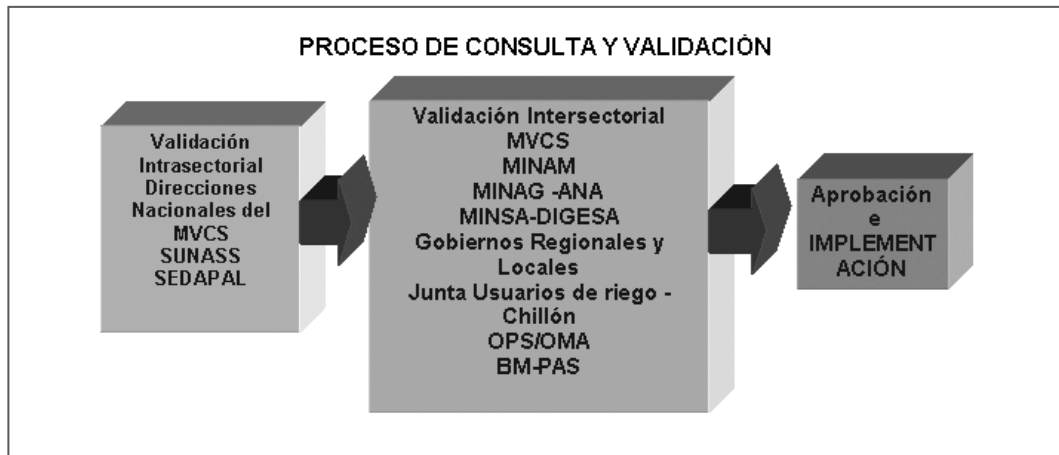 PROCESO DE CONSULTA Y VALIDACIÓN
Validación
Intrasectorial
Direcciones
Nacionales del
MVCS
SUNASS
SEDAPAL
Validación Intersectorial
MVCS
MINAM
MINAG -ANA
MINSA-DIGESA
Gobiernos Regionales y
Locales
Junta Usuarios de riego -
Chillón
OPS/OMA
BM-PAS
Aprobación
e
IMPLEMENT
ACIÓN